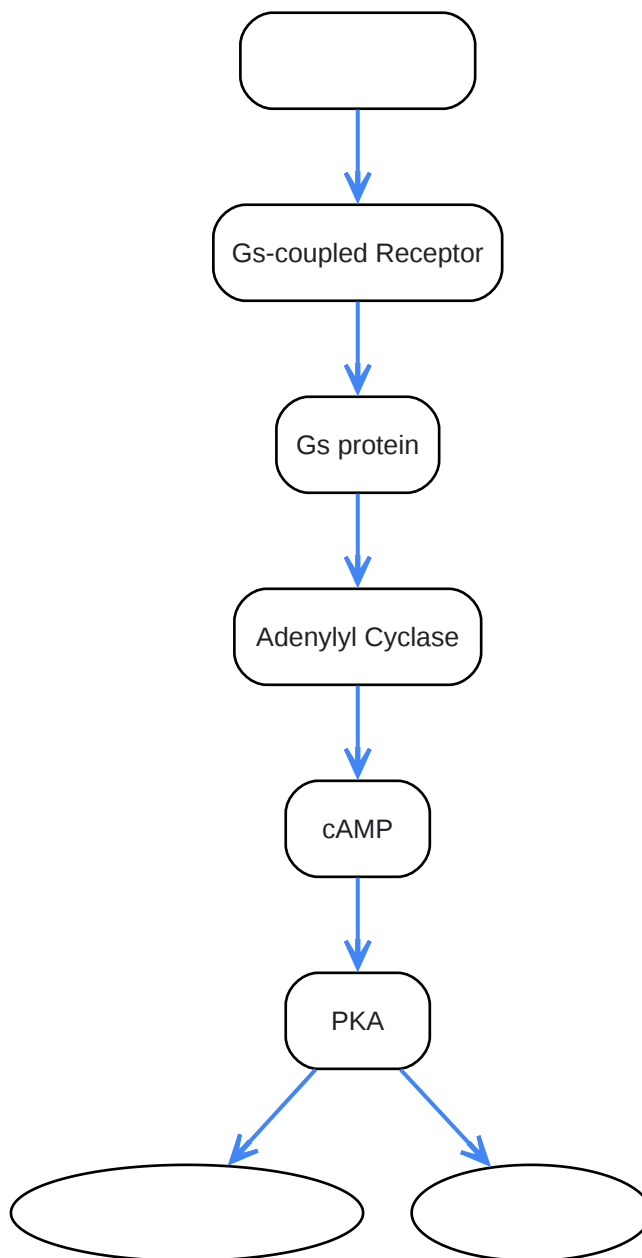 Gs-coupled Receptor
Gs protein
Adenylyl Cyclase
cAMP
PKA